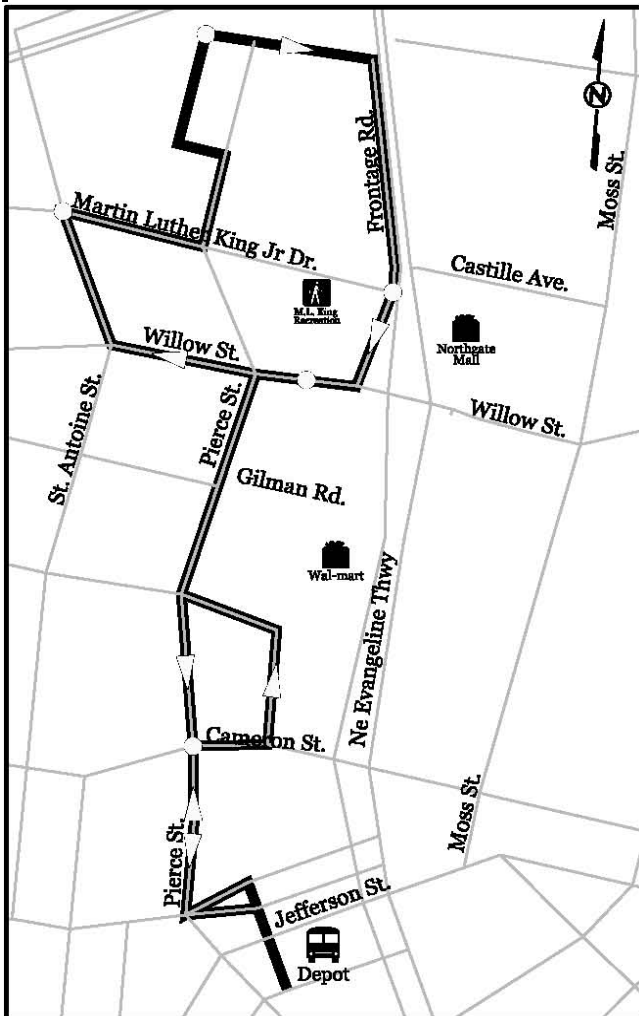 N
Moss St.
Frontage Rd.
Martin Luther King Jr Dr.
Castille Ave.
M.L. King
Recreation
Northgate
Mall
Willow St.
Willow St.
Pierce St.
St. Antoine St.
Gilman Rd.
Wal-mart
Ne Evangeline Thwy
Cameron St.
Moss St.
Pierce St.
Jefferson St.
Depot